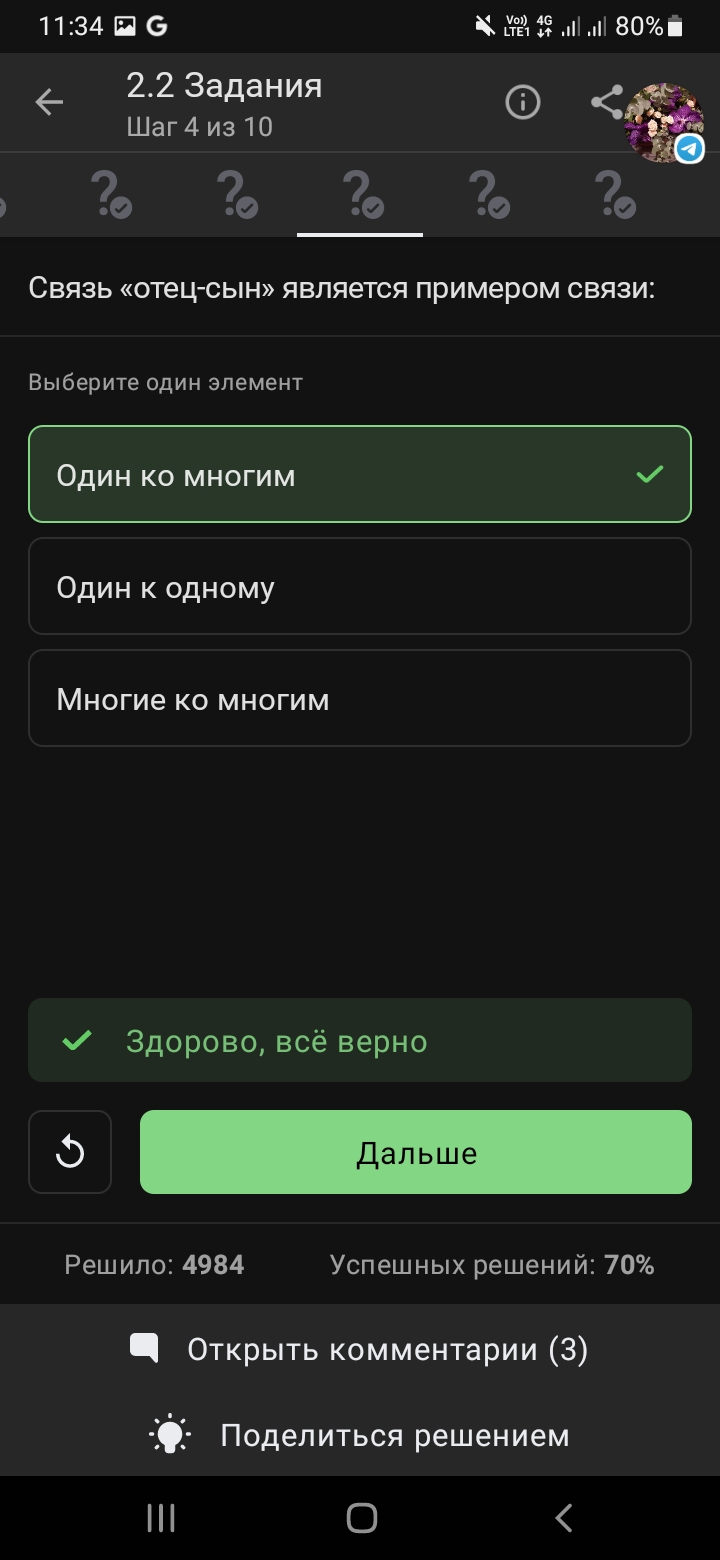 11:34 G Vo)) LTE1 4G 80%
2.2 Задания
Шаг 4 из 10
Связь «отец-сын» является примером связи:
Выберите один элемент
Один ко многим
Один к одному
Многие ко многим
Здорово, всё верно
Дальше
Решило: 4984 Успешных решений: 70%
Открыть комментарии (3)
Поделиться решением